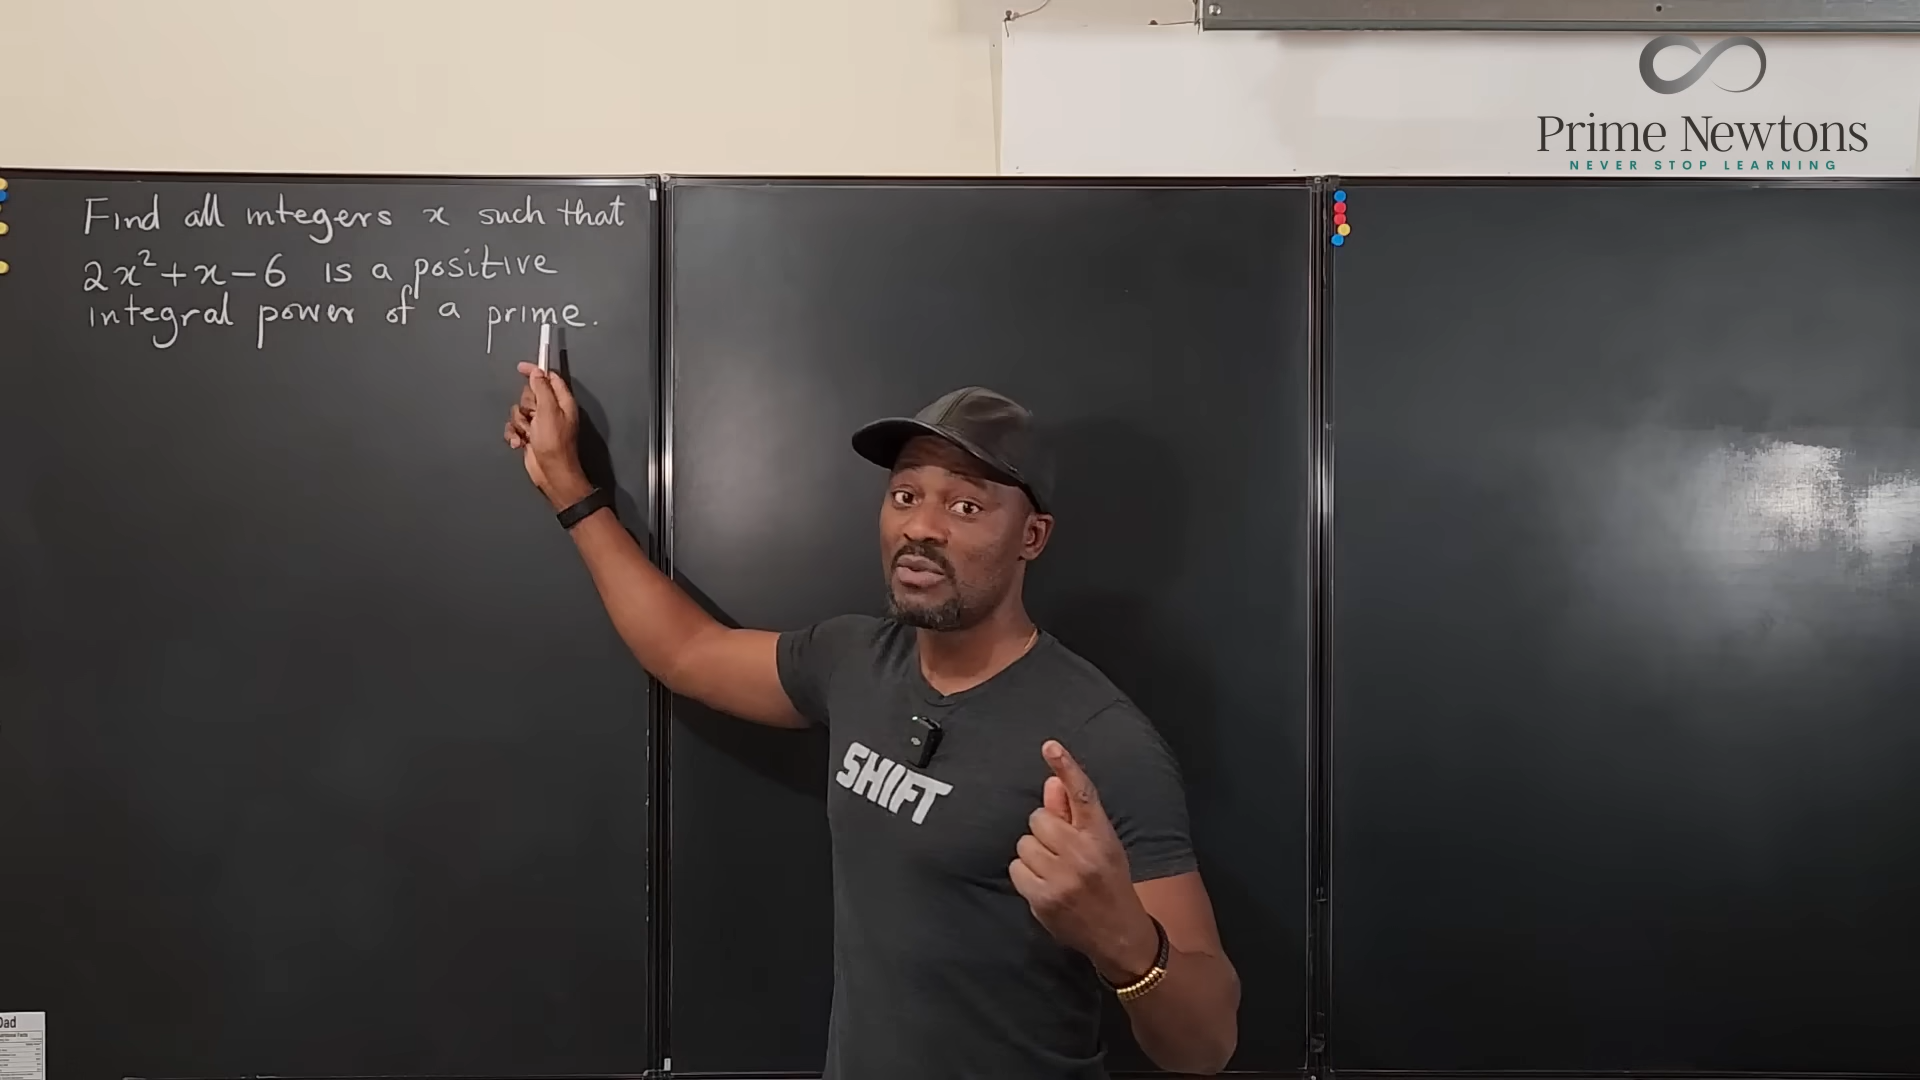 Prime Newtons
NEVER STOP LEARNING
Find all integers x such that
2x²+x-6 is a positive
integral power of a prime.
SHIFT
Dad